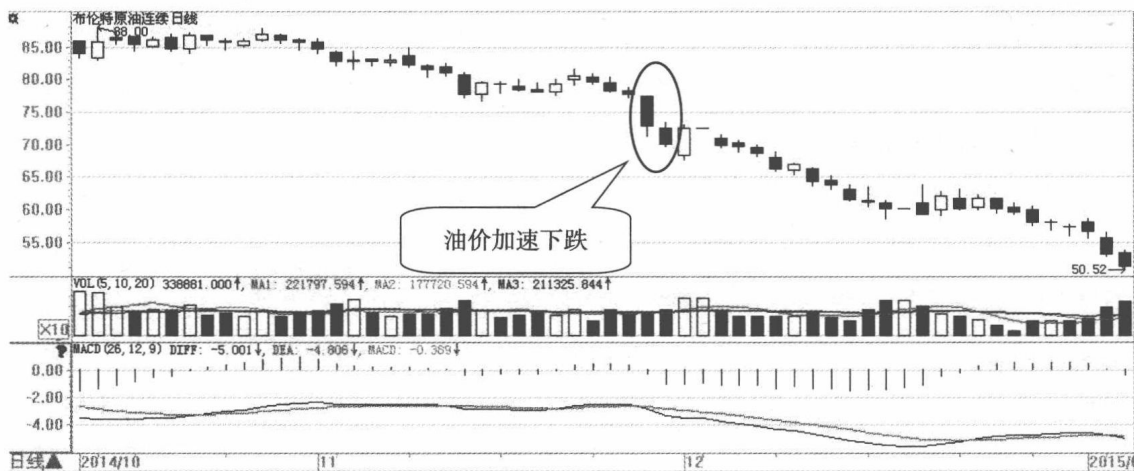 布伦特原油连续日线
88.00
85.00
80.00
75.00
70.00
65.00
60.00
55.00
油价加速下跌
50.52
VOL(5,10,20) 338681.000↑, MA1: 221797.594↑, MA2: 177720.594↑, MA3: 211325.844↑
X10
MACD(26,12,9) DIFF: -5.001↓, DEA: -4.806↓, MACD: -0.389↓
0.00
-2.00
-4.00
日线▲ 2014/10 11 12 2015/0